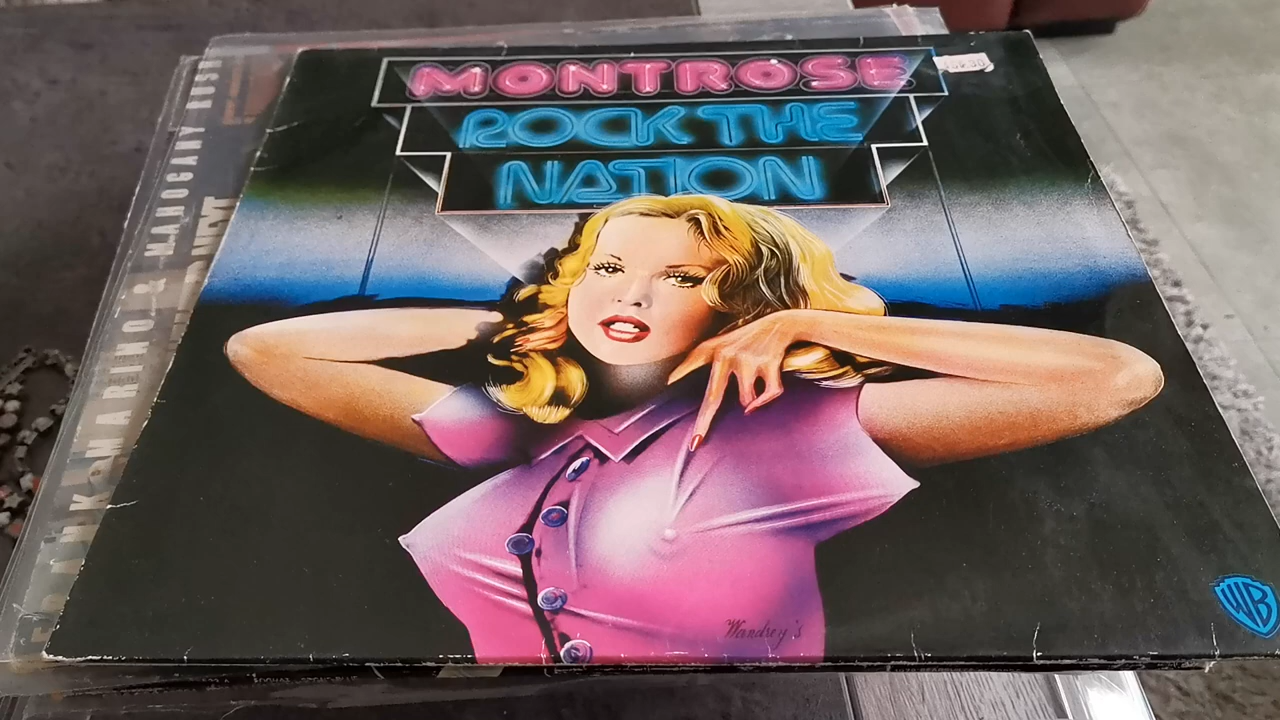 MONTROSE
ROCK THE
NATION
Wandrey's
WB
FRANK MARINO & MAHOGANY RUSH